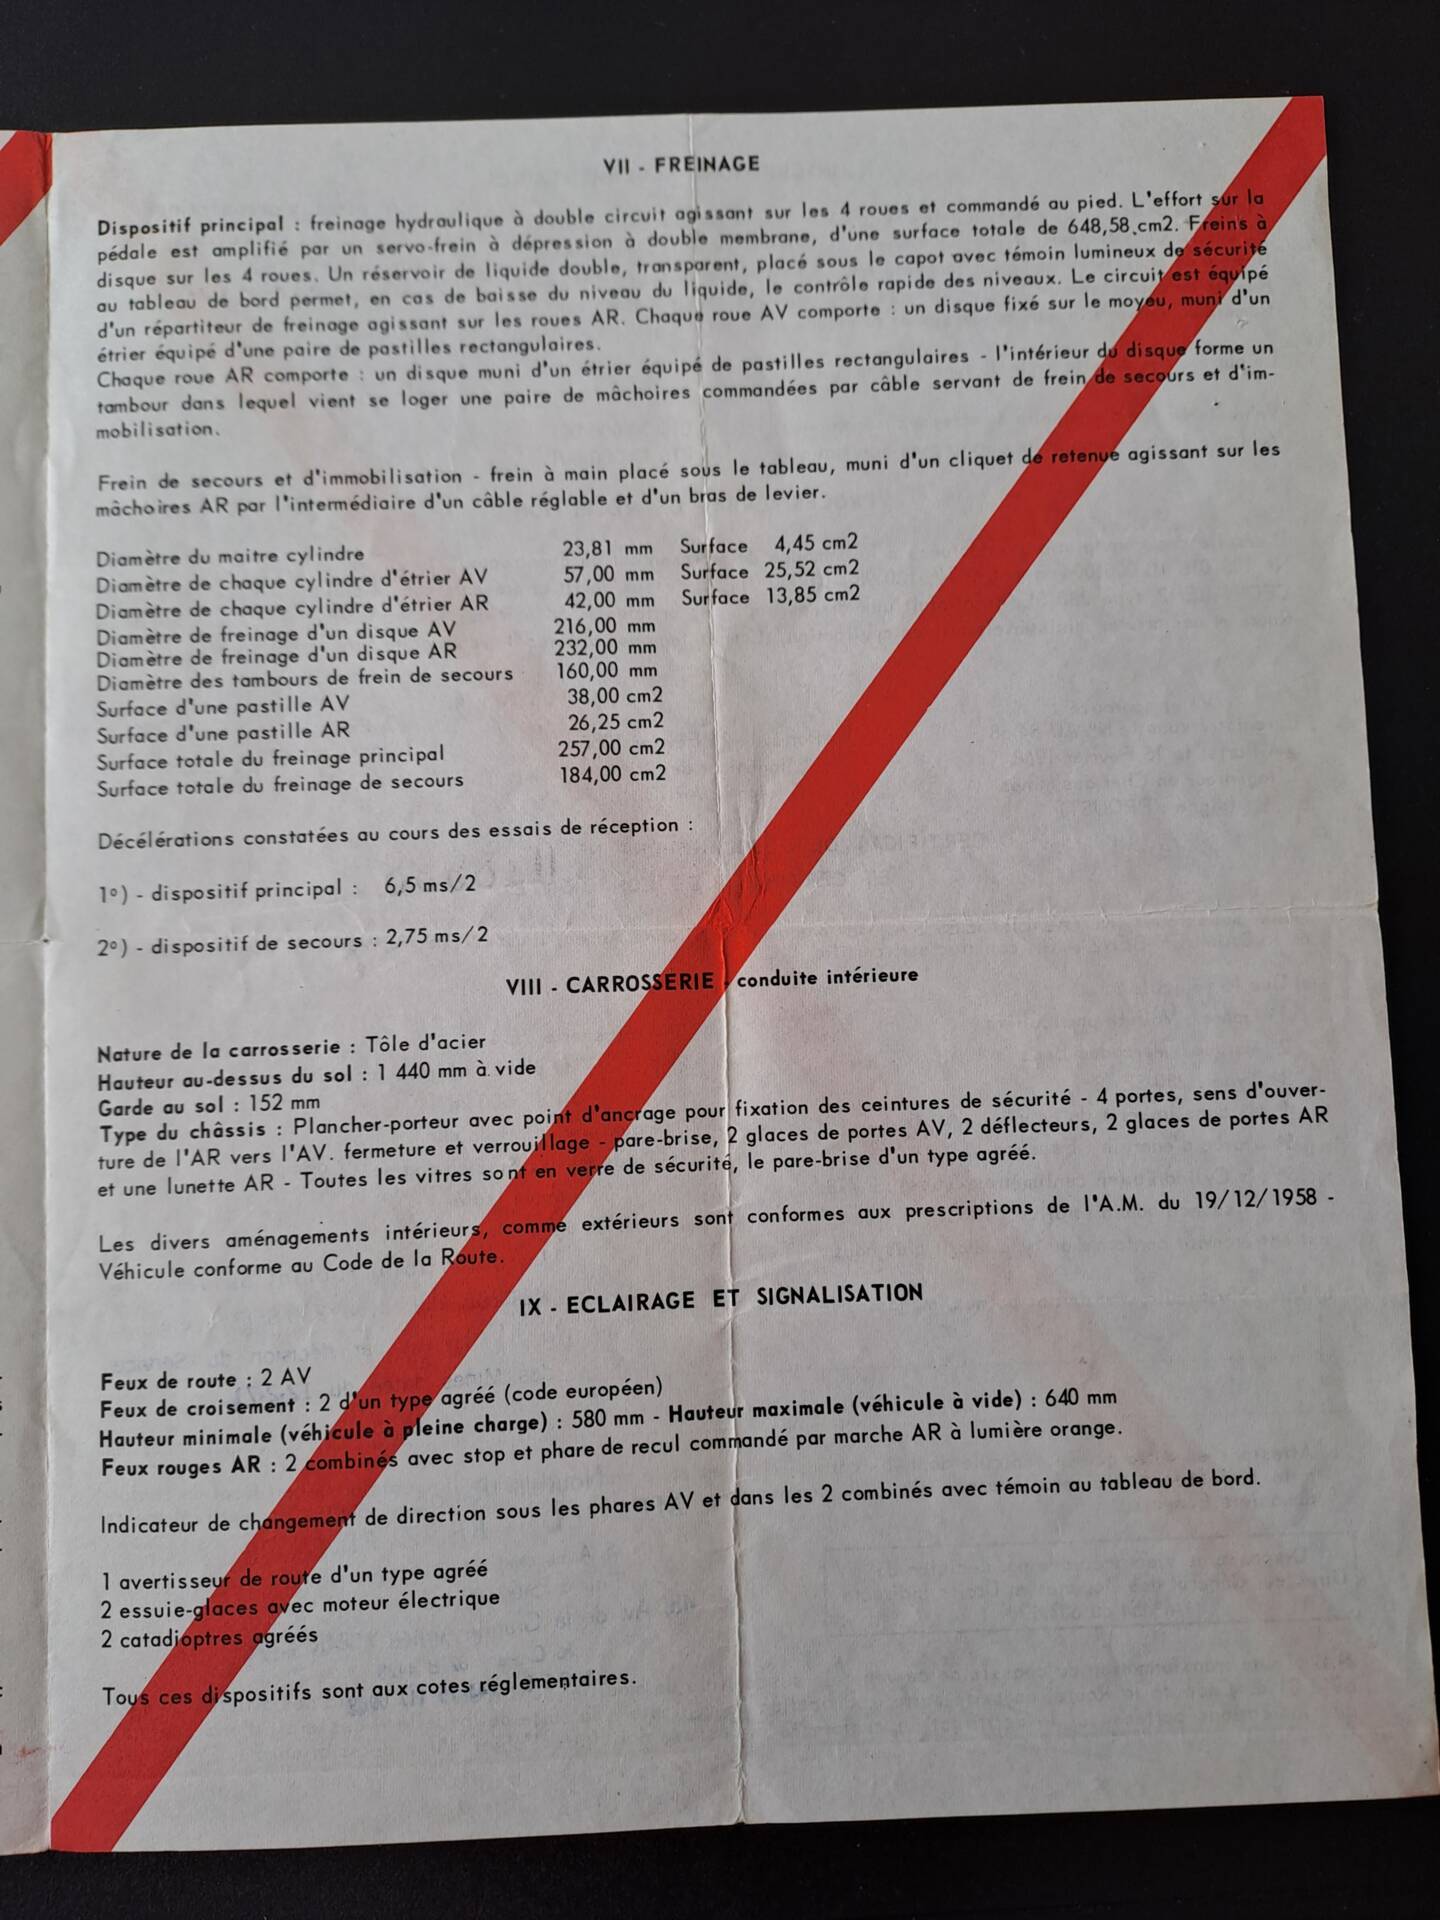 VII - FREINAGE
Dispositif principal : freinage hydraulique à double circuit agissant sur les 4 roues et commandé au pied. L'effort sur la
pédale est amplifié par un servo-frein à dépression à double membrane, d'une surface totale de 648,58 cm2. Freins à
disque sur les 4 roues. Un réservoir de liquide double, transparent, placé sous le capot avec témoin lumineux de sécurité
au tableau de bord permet, en cas de baisse du niveau du liquide, le contrôle rapide des niveaux. Le circuit est équipé
d'un répartiteur de freinage agissant sur les roues AR. Chaque roue AV comporte : un disque fixé sur le moyeu, muni d'un
étrier équipé d'une paire de pastilles rectangulaires.
Chaque roue AR comporte : un disque muni d'un étrier équipé de pastilles rectangulaires - l'intérieur du disque forme un
tambour dans lequel vient se loger une paire de mâchoires commandées par câble servant de frein de secours et d'im-
mobilisation.
Frein de secours et d'immobilisation - frein à main placé sous le tableau, muni d'un cliquet de retenue agissant sur les
mâchoires AR par l'intermédiaire d'un câble réglable et d'un bras de levier.
Diamètre du maitre cylindre 23,81 mm Surface 4,45 cm2
Diamètre de chaque cylindre d'étrier AV 57,00 mm Surface 25,52 cm2
Diamètre de chaque cylindre d'étrier AR 42,00 mm Surface 13,85 cm2
Diamètre de freinage d'un disque AV 216,00 mm
Diamètre de freinage d'un disque AR 232,00 mm
Diamètre des tambours de frein de secours 160,00 mm
Surface d'une pastille AV 38,00 cm2
Surface d'une pastille AR 26,25 cm2
Surface totale du freinage principal 257,00 cm2
Surface totale du freinage de secours 184,00 cm2
Décélérations constatées au cours des essais de réception :
1°) - dispositif principal : 6,5 ms/2
2°) - dispositif de secours : 2,75 ms/2
VIII - CARROSSERIE - conduite intérieure
Nature de la carrosserie : Tôle d'acier
Hauteur au-dessus du sol : 1 440 mm à vide
Garde au sol : 152 mm
Type du châssis : Plancher-porteur avec point d'ancrage pour fixation des ceintures de sécurité - 4 portes, sens d'ouver-
ture de l'AR vers l'AV. fermeture et verrouillage - pare-brise, 2 glaces de portes AV, 2 déflecteurs, 2 glaces de portes AR
et une lunette AR - Toutes les vitres sont en verre de sécurité, le pare-brise d'un type agréé.
Les divers aménagements intérieurs, comme extérieurs sont conformes aux prescriptions de l'A.M. du 19/12/1958 -
Véhicule conforme au Code de la Route.
IX - ECLAIRAGE ET SIGNALISATION
Feux de route : 2 AV
Feux de croisement : 2 d'un type agréé (code européen)
Hauteur minimale (véhicule à pleine charge) : 580 mm - Hauteur maximale (véhicule à vide) : 640 mm
Feux rouges AR : 2 combinés avec stop et phare de recul commandé par marche AR à lumière orange.
Indicateur de changement de direction sous les phares AV et dans les 2 combinés avec témoin au tableau de bord.
1 avertisseur de route d'un type agréé
2 essuie-glaces avec moteur électrique
2 catadioptres agréés
Tous ces dispositifs sont aux cotes réglementaires.